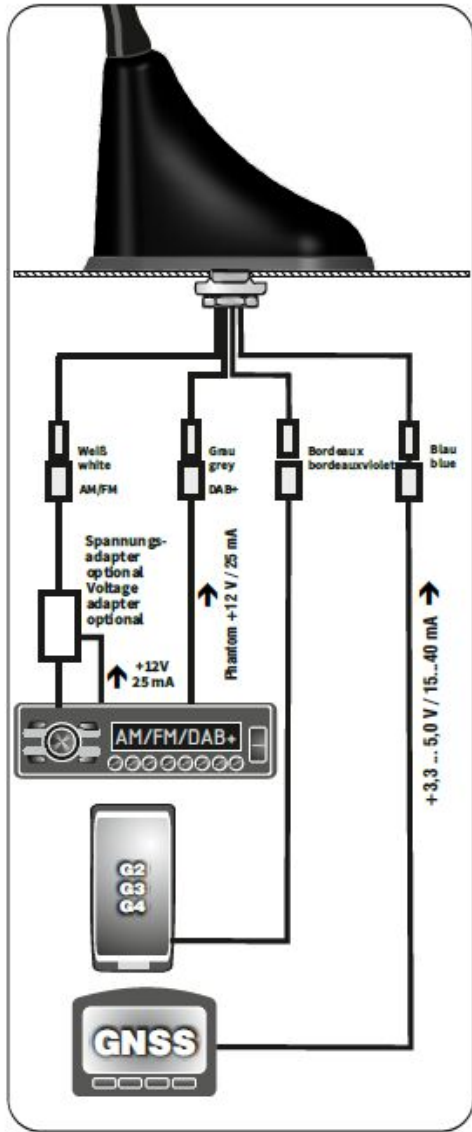 Weiß
white
AM/FM
Grau
grey
DAB+
Bordeaux
bordeauxviolet
Blau
blue
Spannungs-
adapter
optional
Voltage
adapter
optional
+12V
25 mA
Phantom +12 V / 25 mA
+3,3 ... 5,0 V / 15...40 mA
AM/FM/DAB+
G2
G3
G4
GNSS